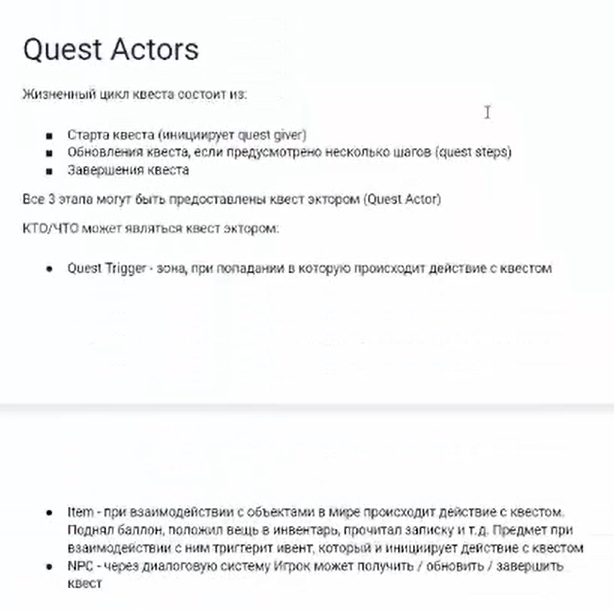 Quest Actors
Жизненный цикл квеста состоит из:
▪ Старта квеста (инициирует quest giver)
▪ Обновления квеста, если предусмотрено несколько шагов (quest steps)
▪ Завершения квеста
Все 3 этапа могут быть предоставлены квест эктором (Quest Actor)
КТО/ЧТО может являться квест эктором:
● Quest Trigger - зона, при попадании в которую происходит действие с квестом
● Item - при взаимодействии с объектами в мире происходит действие с квестом.
Поднял баллон, положил вещь в инвентарь, прочитал записку и т.д. Предмет при
взаимодействии с ним триггерит ивент, который и инициирует действие с квестом
● NPC - через диалоговую систему Игрок может получить / обновить / завершить
квест